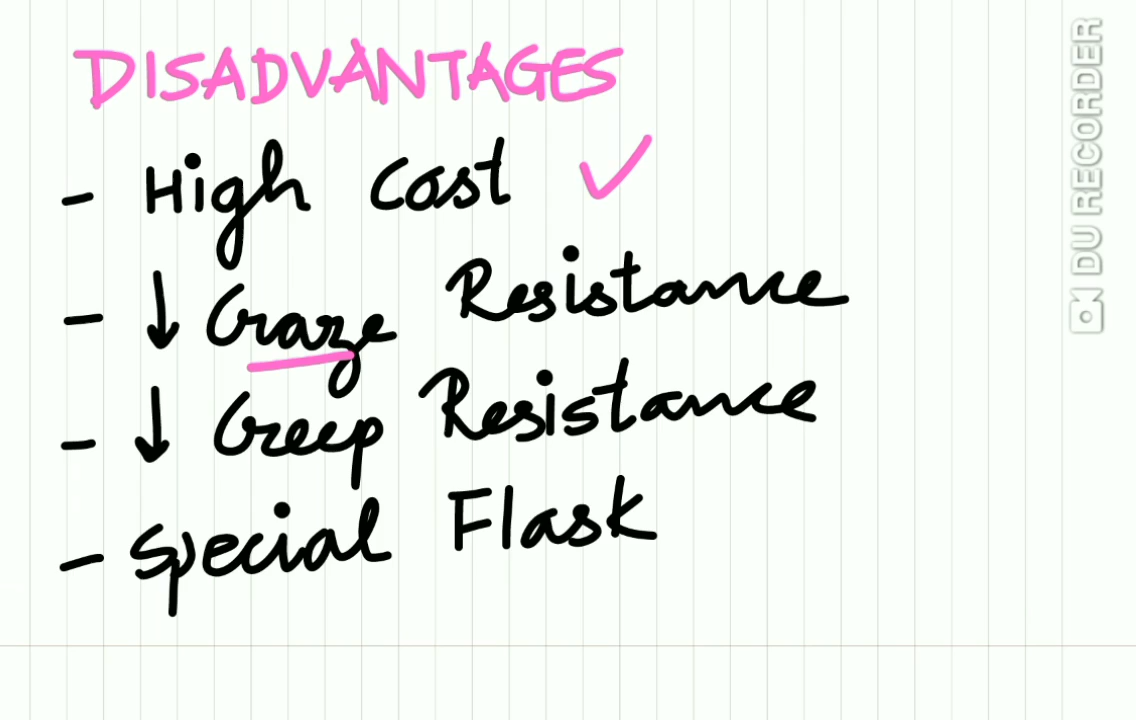 DISADVANTAGES
- High Cost ✓
- ↓ Craze Resistance
- ↓ Creep Resistance
- Special Flask
DU RECORDER